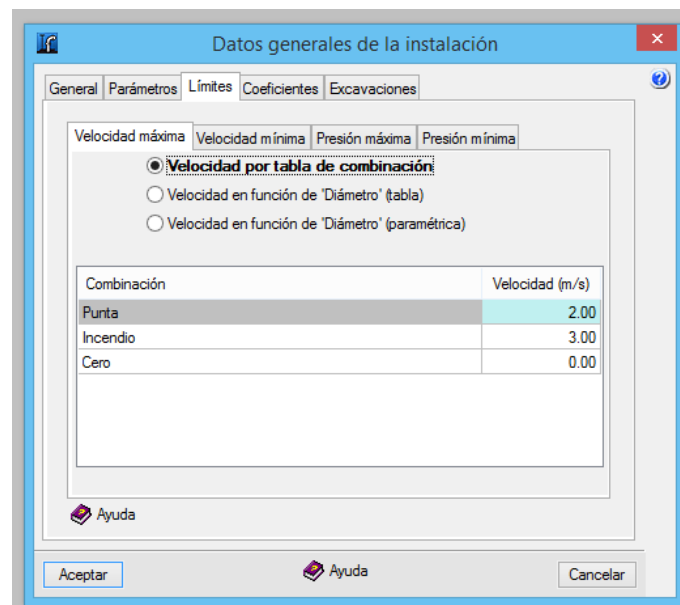 Datos generales de la instalación
General Parámetros Límites Coeficientes Excavaciones
Velocidad máxima Velocidad mínima Presión máxima Presión mínima
Velocidad por tabla de combinación
Velocidad en función de 'Diámetro' (tabla)
Velocidad en función de 'Diámetro' (paramétrica)
Combinación Velocidad (m/s)
Punta 2.00
Incendio 3.00
Cero 0.00
Ayuda
Aceptar Ayuda Cancelar